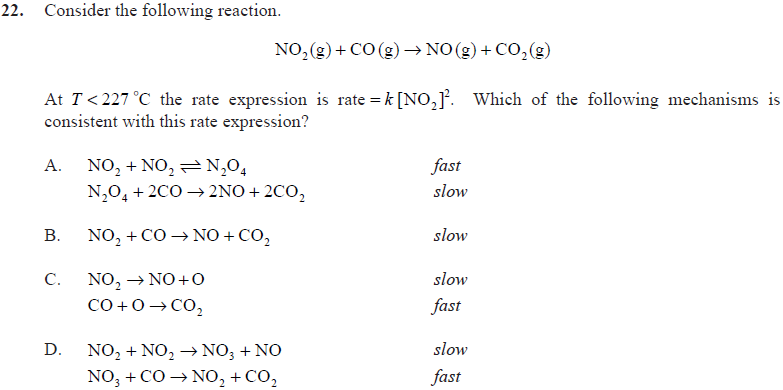 22. Consider the following reaction.
NO₂(g) + CO(g) → NO(g) + CO₂(g)
At T < 227 °C the rate expression is rate = k [NO₂]². Which of the following mechanisms is
consistent with this rate expression?
A. NO₂ + NO₂ ⇌ N₂O₄ fast
N₂O₄ + 2CO → 2NO + 2CO₂ slow
B. NO₂ + CO → NO + CO₂ slow
C. NO₂ → NO + O slow
CO + O → CO₂ fast
D. NO₂ + NO₂ → NO₃ + NO slow
NO₃ + CO → NO₂ + CO₂ fast